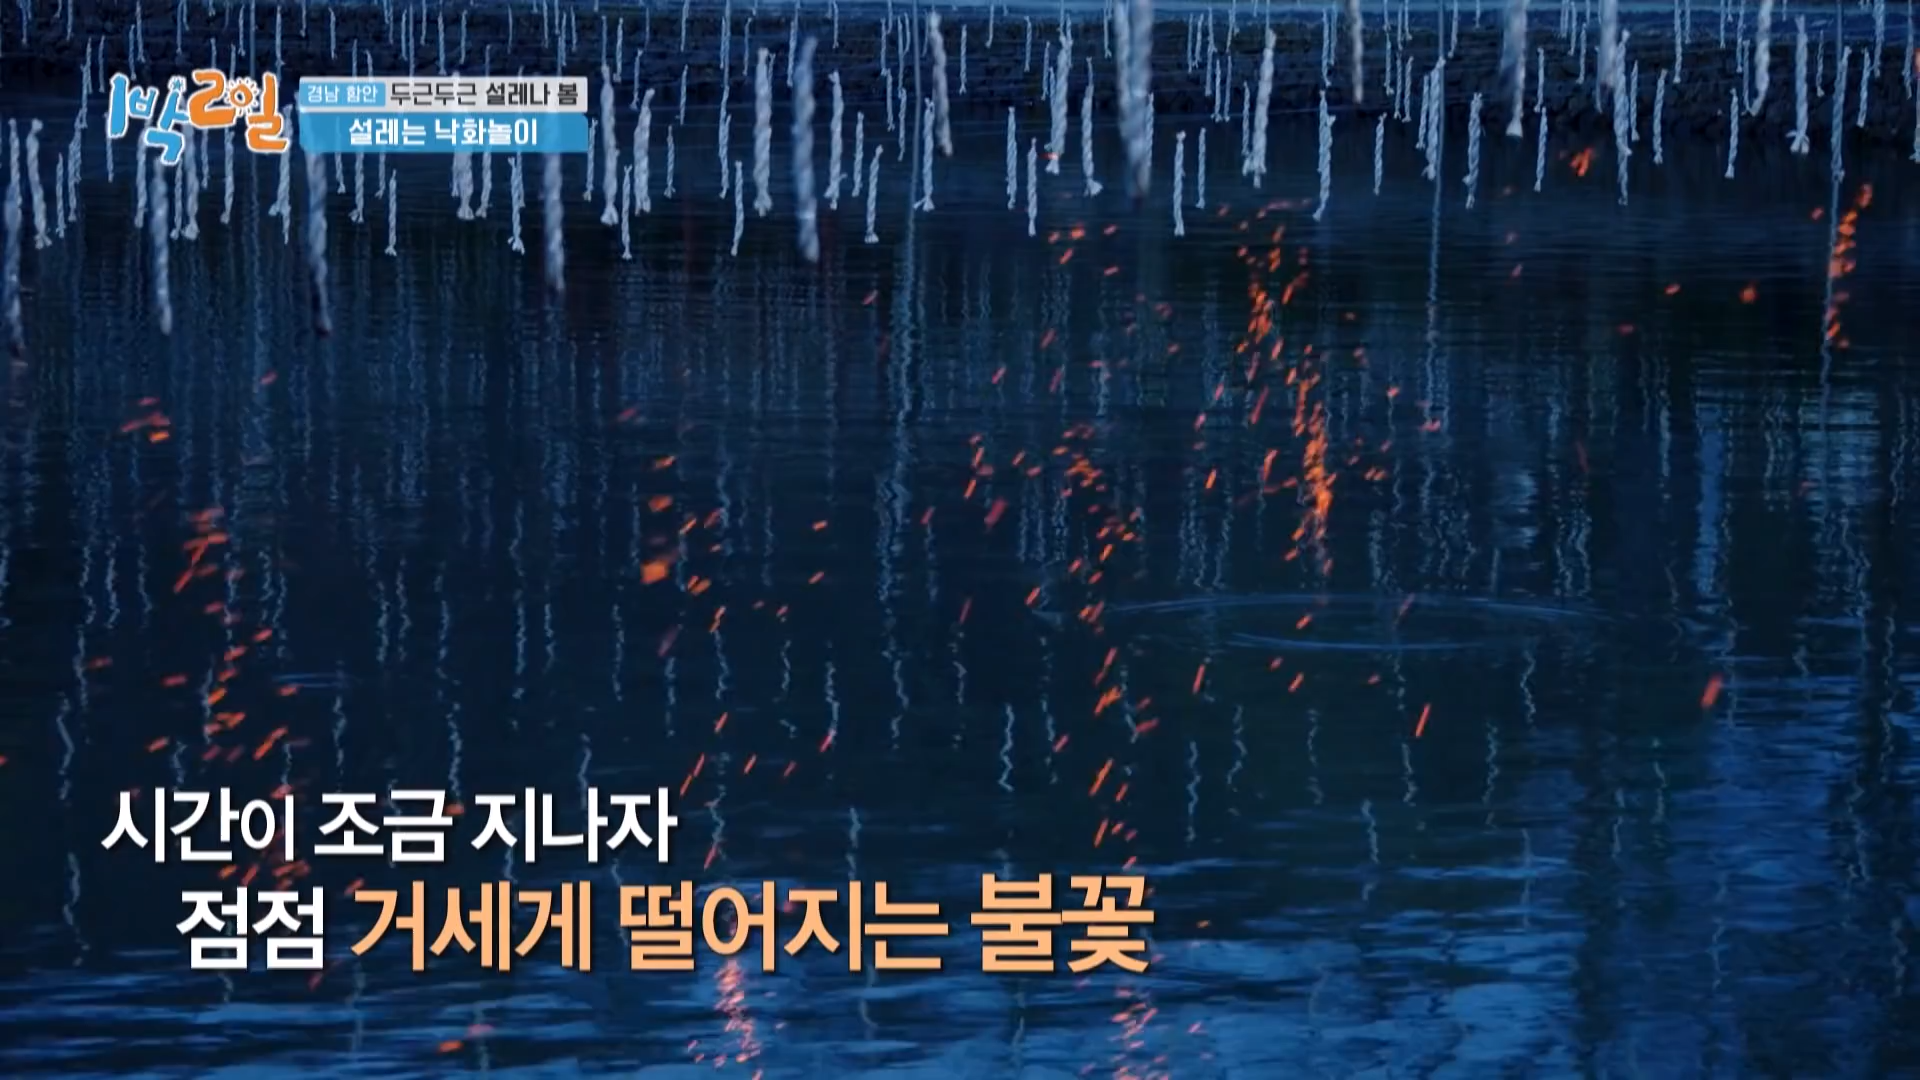 1박2일
경남 함안 두근두근 설레나 봄
설레는 낙화놀이
시간이 조금 지나자
점점 거세게 떨어지는 불꽃